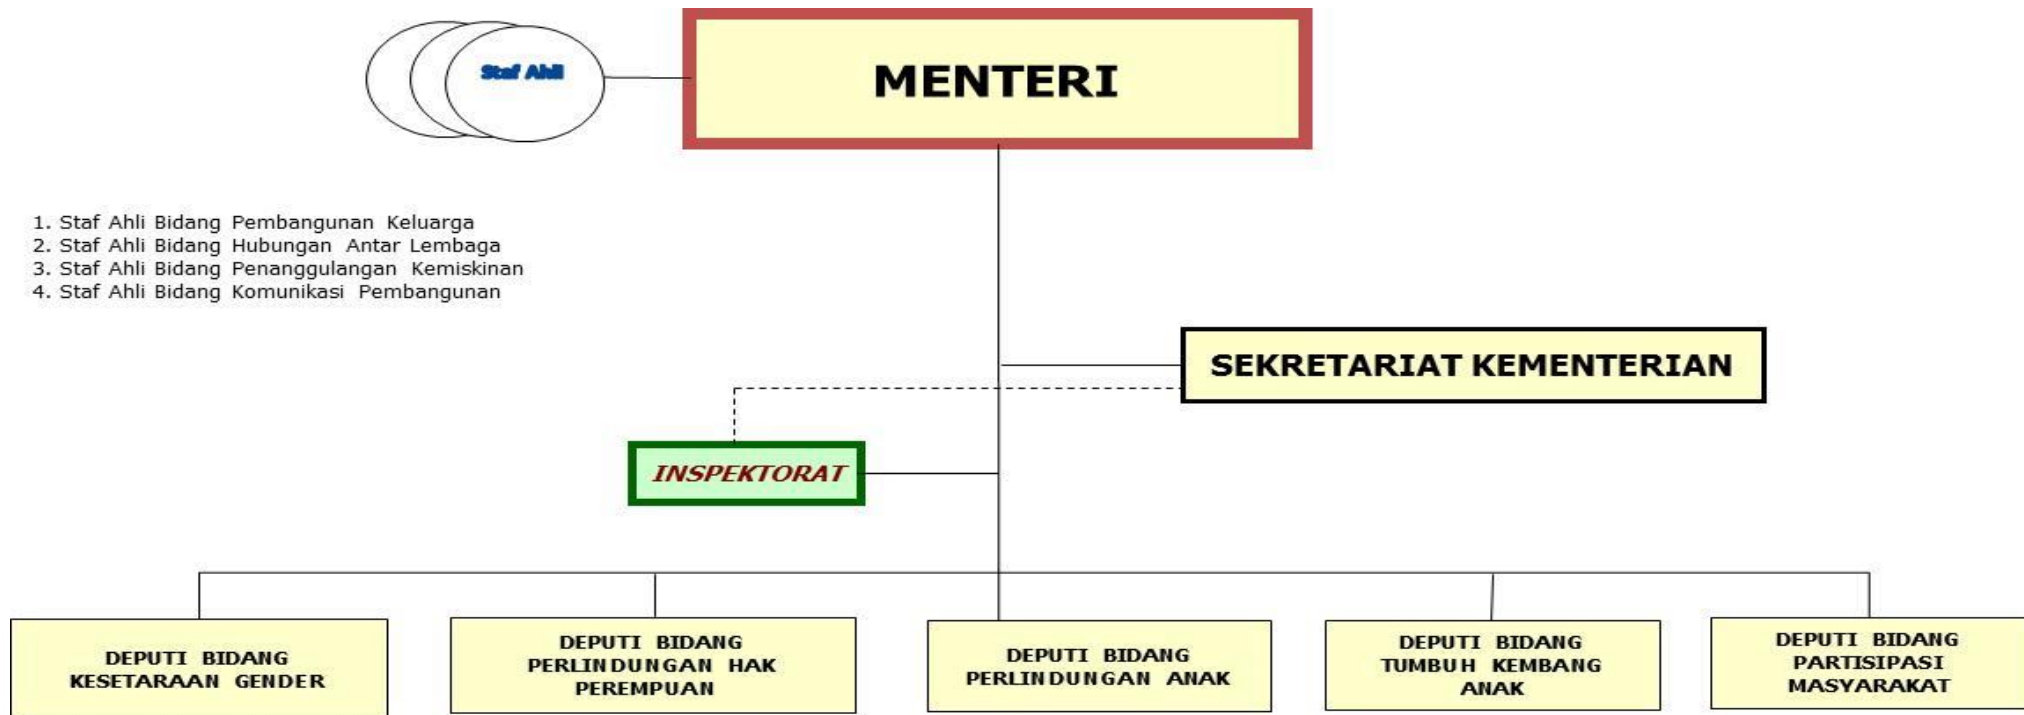 Staf Ahli
MENTERI
1. Staf Ahli Bidang Pembangunan Keluarga
2. Staf Ahli Bidang Hubungan Antar Lembaga
3. Staf Ahli Bidang Penanggulangan Kemiskinan
4. Staf Ahli Bidang Komunikasi Pembangunan
SEKRETARIAT KEMENTERIAN
INSPEKTORAT
DEPUTI BIDANG
KESETARAAN GENDER
DEPUTI BIDANG
PERLINDUNGAN HAK
PEREMPUAN
DEPUTI BIDANG
PERLINDUNGAN ANAK
DEPUTI BIDANG
TUMBUH KEMBANG
ANAK
DEPUTI BIDANG
PARTISIPASI
MASYARAKAT